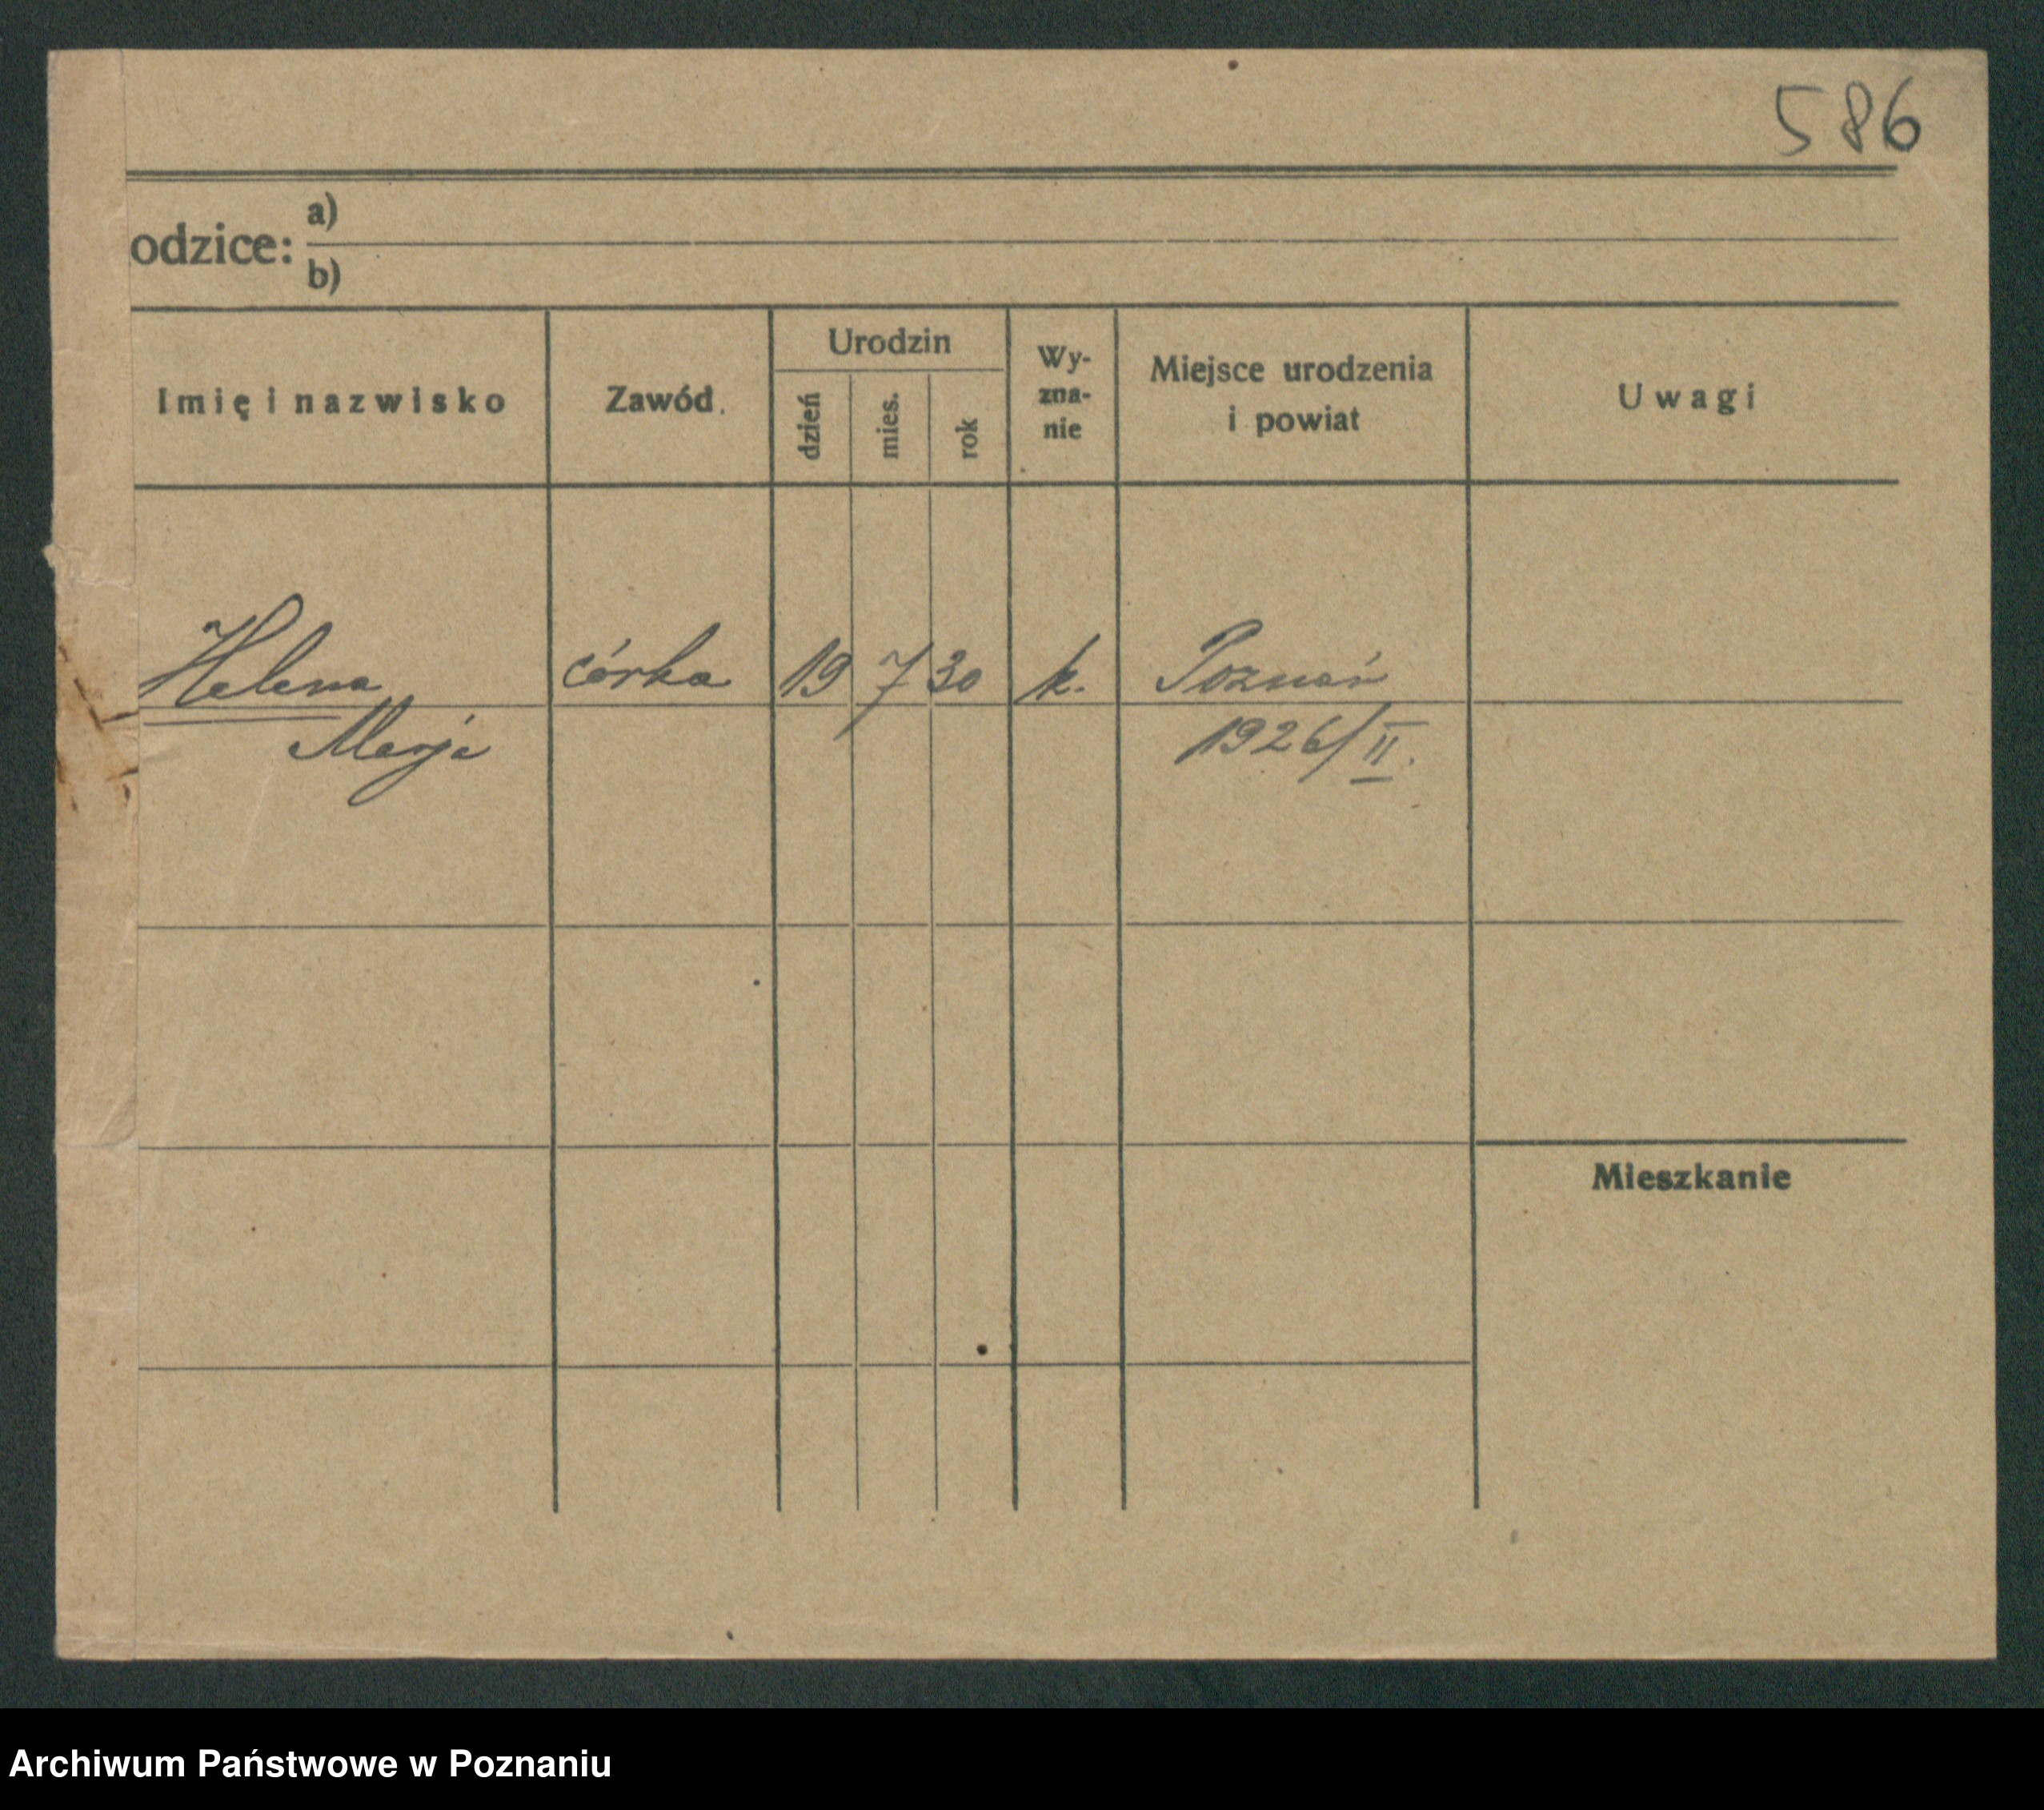 586
odzice:
a)
b)
Imię i nazwisko
Zawód.
Urodzin
dzień
mies.
rok
Wy-
zna-
nie
Miejsce urodzenia
i powiat
Uwagi
Helena córka 19 7 30 k. Poznań
Marja 1926/II.
Mieszkanie
Archiwum Państwowe w Poznaniu